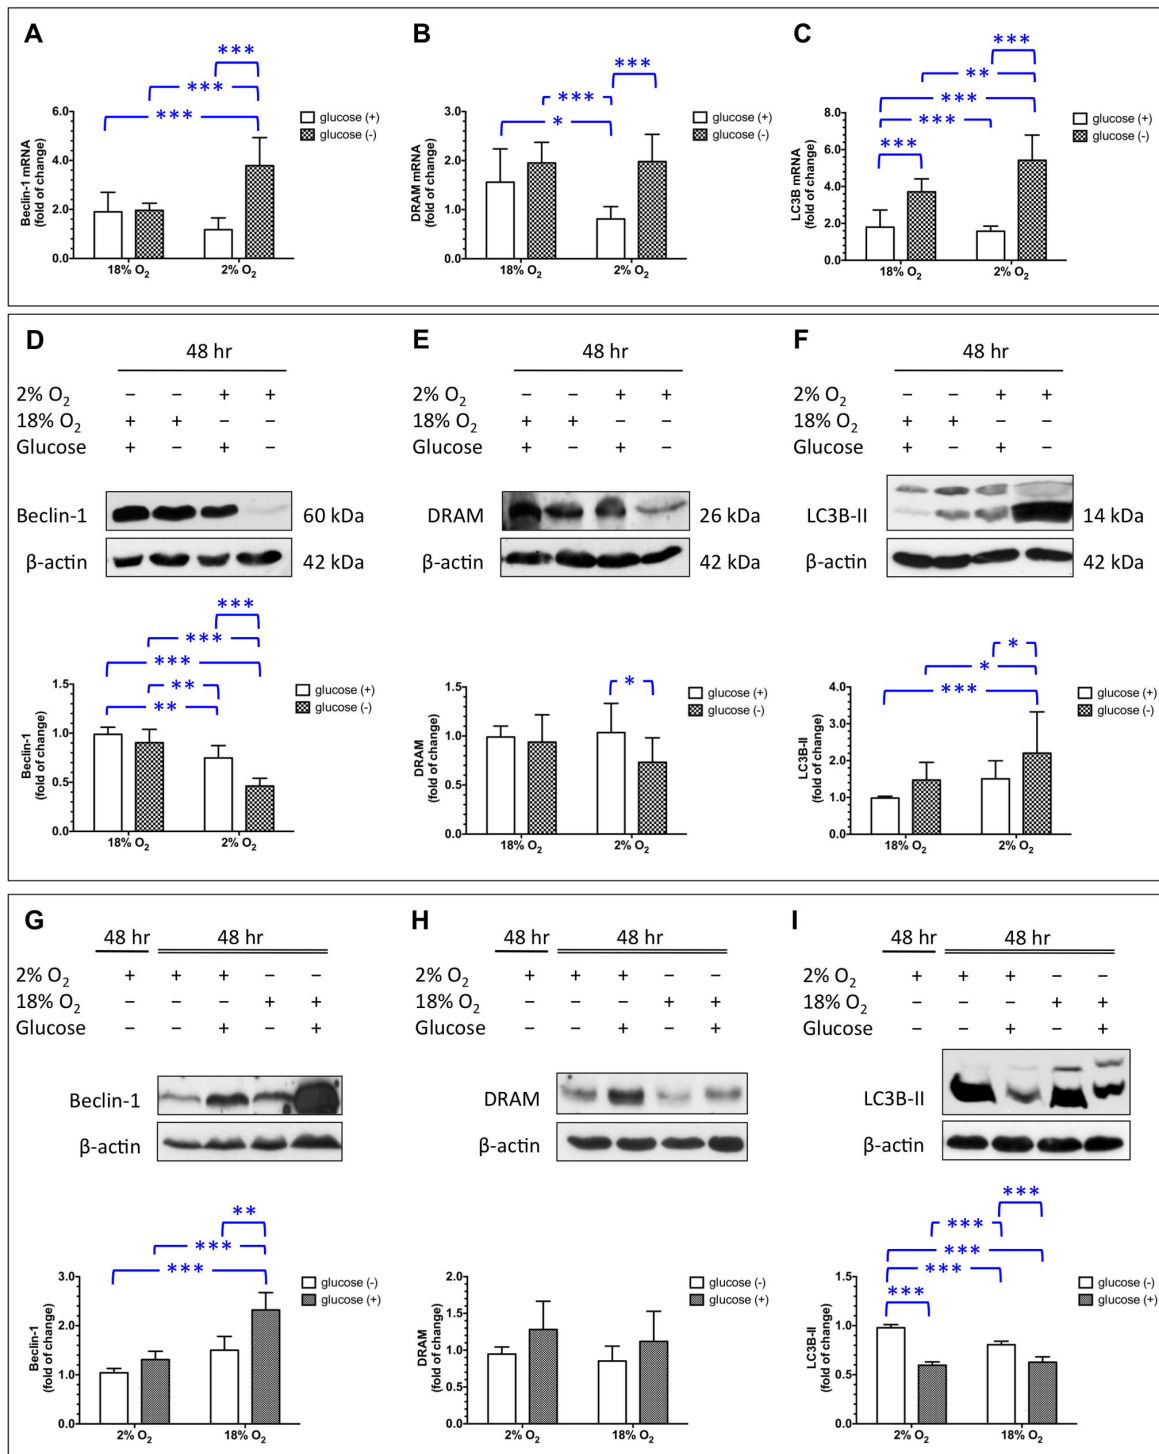 A
B
C
***
***
***
6.0
4.0
2.0
0.0
Beclin-1 mRNA
(fold of change)
18% O₂
2% O₂
glucose (+)
glucose (-)
***
***
*
3.0
2.0
1.0
0.0
DRAM mRNA
(fold of change)
18% O₂
2% O₂
glucose (+)
glucose (-)
***
**
***
***
***
8.0
6.0
4.0
2.0
0.0
LC3B mRNA
(fold of change)
18% O₂
2% O₂
glucose (+)
glucose (-)
D
48 hr
2% O₂ – – + +
18% O₂ + + – –
Glucose + – + –
Beclin-1 60 kDa
β-actin 42 kDa
***
***
***
**
**
1.5
1.0
0.5
0.0
Beclin-1
(fold of change)
18% O₂
2% O₂
glucose (+)
glucose (-)
E
48 hr
2% O₂ – – + +
18% O₂ + + – –
Glucose + – + –
DRAM 26 kDa
β-actin 42 kDa
*
1.5
1.0
0.5
0.0
DRAM
(fold of change)
18% O₂
2% O₂
glucose (+)
glucose (-)
F
48 hr
2% O₂ – – + +
18% O₂ + + – –
Glucose + – + –
LC3B-II 14 kDa
β-actin 42 kDa
*
*
***
4.0
3.0
2.0
1.0
0.0
LC3B-II
(fold of change)
18% O₂
2% O₂
glucose (+)
glucose (-)
G
48 hr 48 hr
2% O₂ + + + – –
18% O₂ – – – + +
Glucose – – + – +
Beclin-1
β-actin
**
***
***
3.0
2.0
1.0
0.0
Beclin-1
(fold of change)
2% O₂
18% O₂
glucose (-)
glucose (+)
H
48 hr 48 hr
2% O₂ + + + – –
18% O₂ – – – + +
Glucose – – + – +
DRAM
β-actin
2.0
1.5
1.0
0.5
0.0
DRAM
(fold of change)
2% O₂
18% O₂
glucose (-)
glucose (+)
I
48 hr 48 hr
2% O₂ + + + – –
18% O₂ – – – + +
Glucose – – + – +
LC3B-II
β-actin
***
***
***
***
***
1.5
1.0
0.5
0.0
LC3B-II
(fold of change)
2% O₂
18% O₂
glucose (-)
glucose (+)